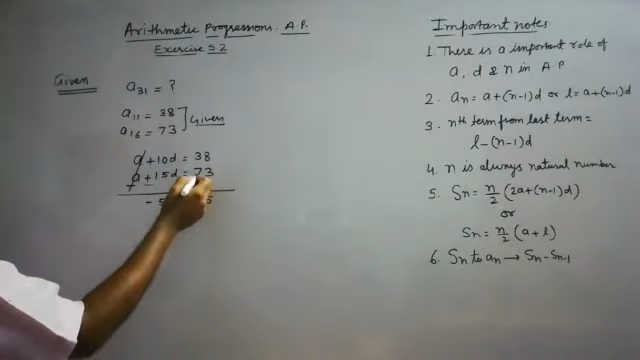 Arithmetic Progressions. A.P.
Exercise 5.2
Given
a₃₁ = ?
a₁₁ = 38
a₁₆ = 73
Given
a + 10d = 38
a + 15d = 73
- 5
Important notes
1. There is a important role of
a, d & n in A.P
2. an = a + (n-1)d or l = a + (n-1)d
3. nth term from last term =
l - (n-1)d
4. n is always natural number
5. Sn = n/2 (2a + (n-1)d)
or
Sn = n/2 (a + l)
6. Sn to an → Sn - Sn-1